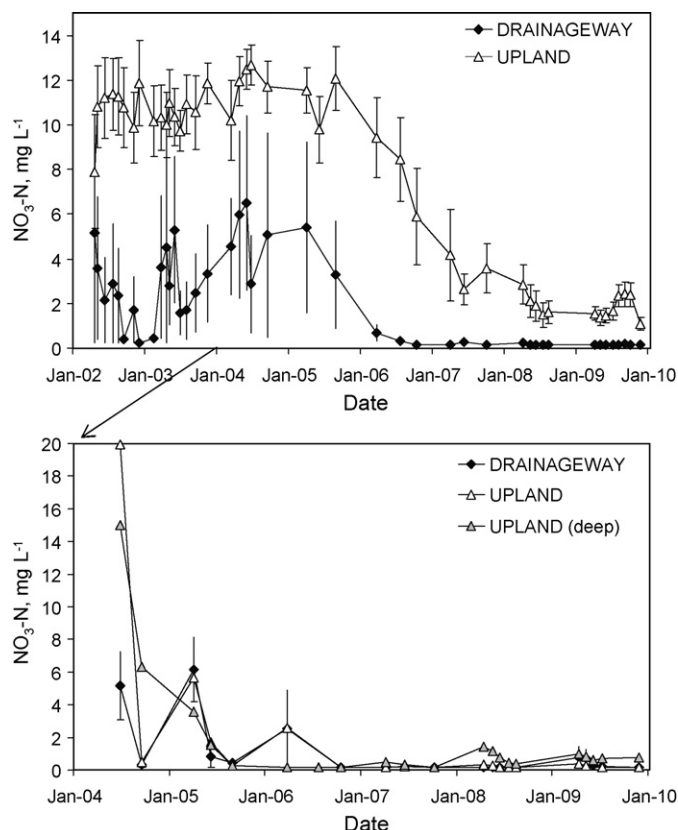 14
12
10
8
6
4
2
0
NO₃-N, mg L⁻¹
DRAINAGEWAY
UPLAND
Jan-02 Jan-03 Jan-04 Jan-05 Jan-06 Jan-07 Jan-08 Jan-09 Jan-10
Date
20
18
16
14
12
10
8
6
4
2
0
NO₃-N, mg L⁻¹
DRAINAGEWAY
UPLAND
UPLAND (deep)
Jan-04 Jan-05 Jan-06 Jan-07 Jan-08 Jan-09 Jan-10
Date